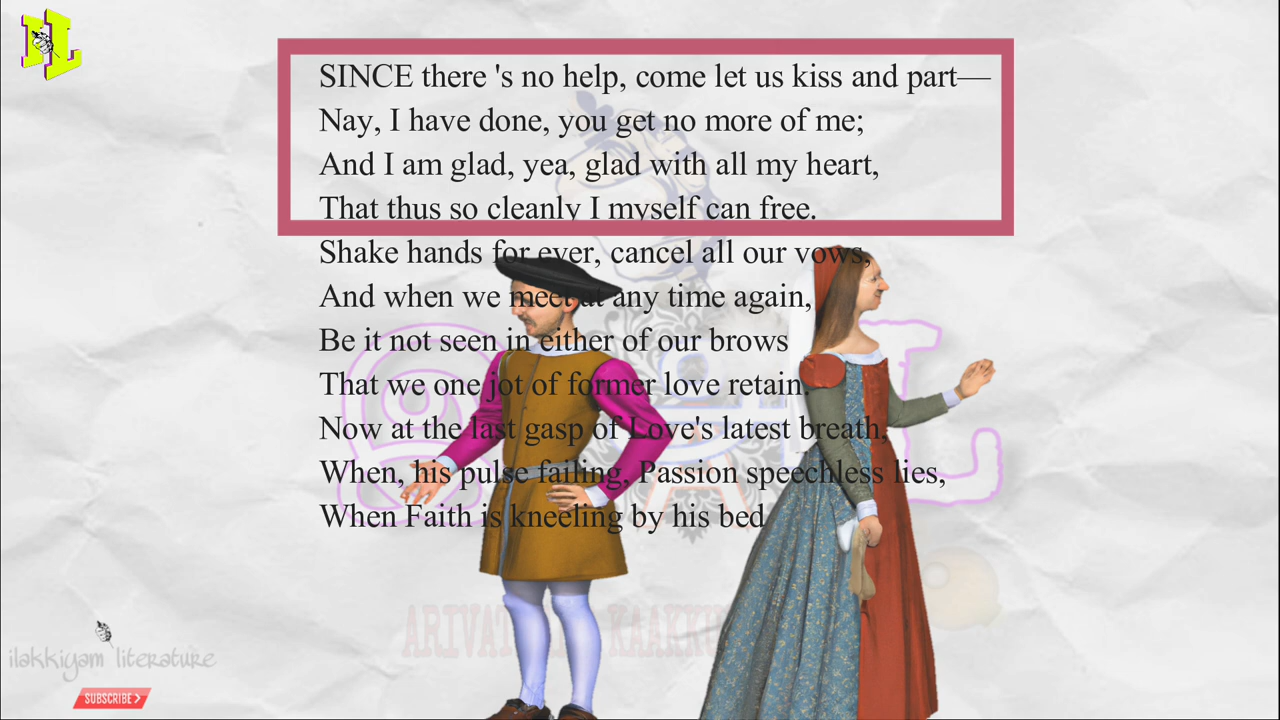 IL
SINCE there 's no help, come let us kiss and part—
Nay, I have done, you get no more of me;
And I am glad, yea, glad with all my heart,
That thus so cleanly I myself can free.
Shake hands for ever, cancel all our vows,
And when we meet at any time again,
Be it not seen in either of our brows
That we one jot of former love retain.
Now at the last gasp of Love's latest breath,
When, his pulse failing, Passion speechless lies,
When Faith is kneeling by his bed
ilakkiyam literature
SUBSCRIBE >